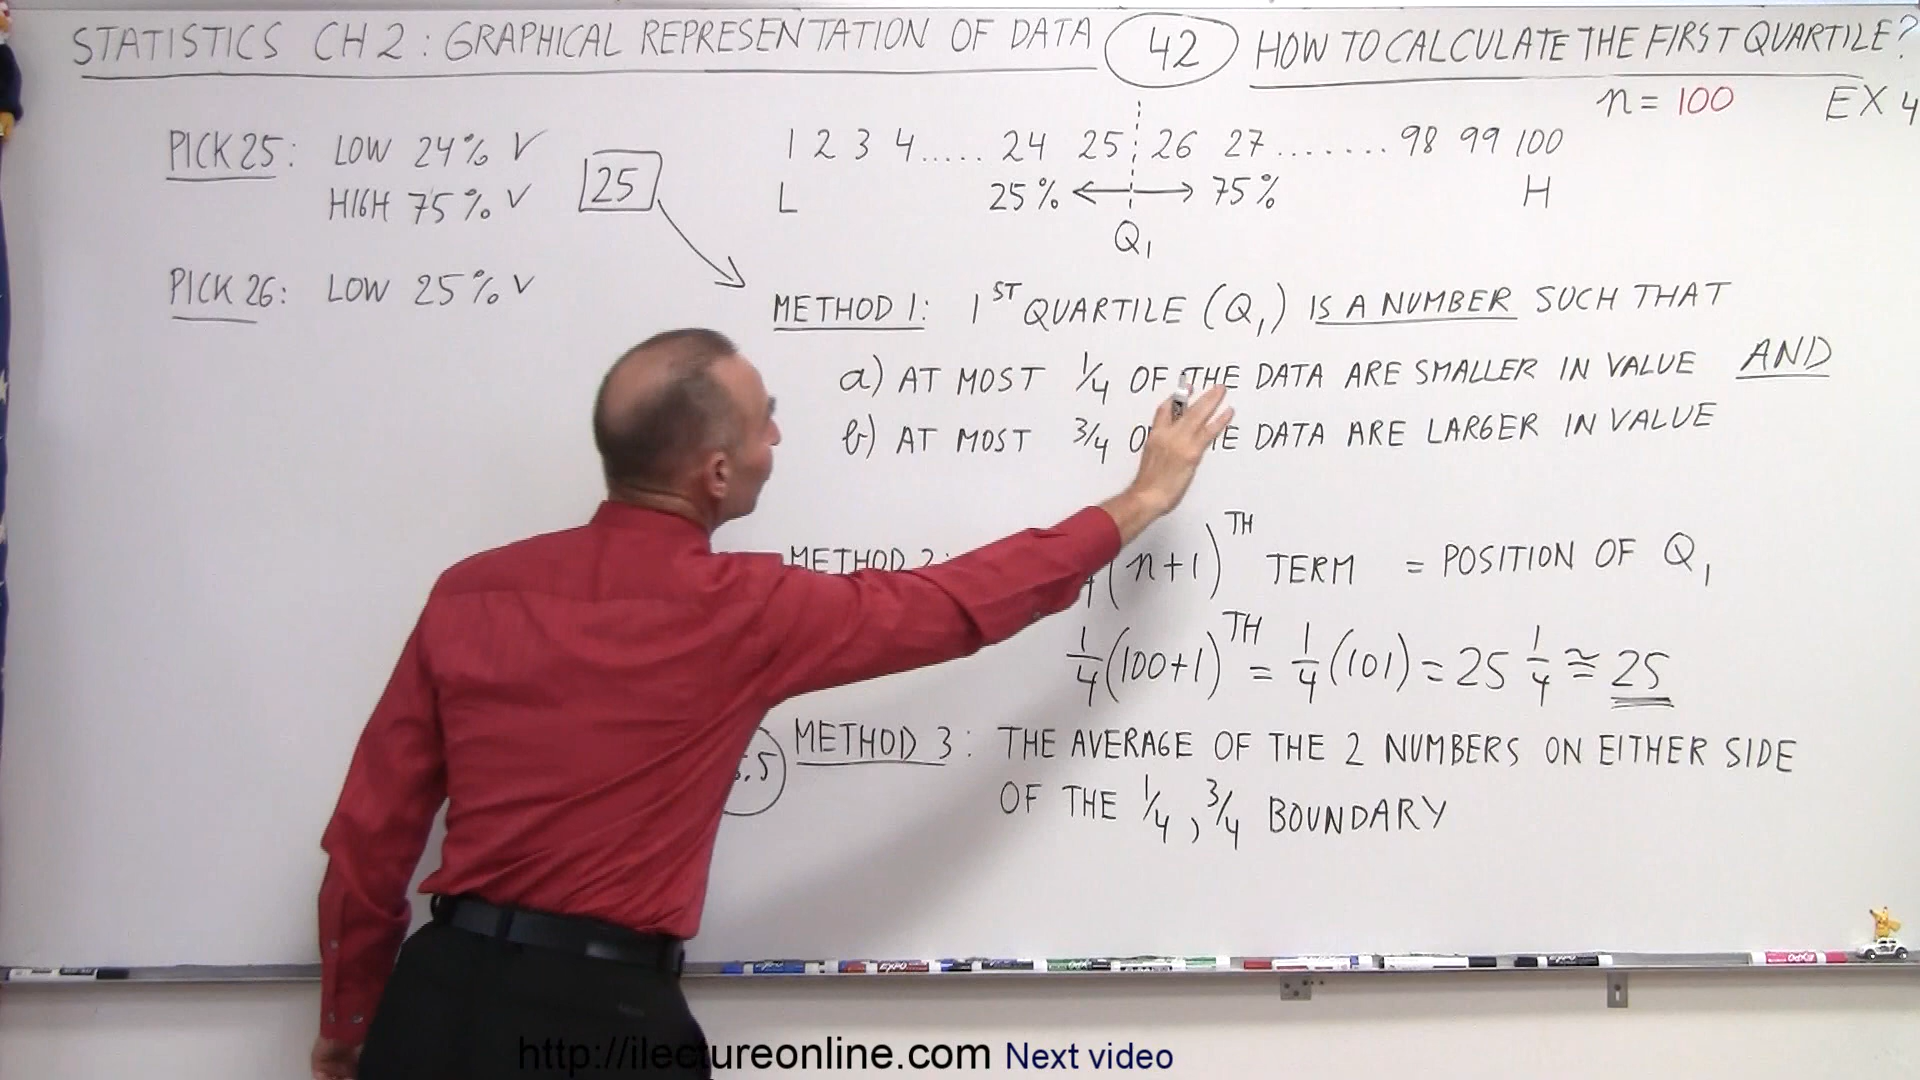 STATISTICS CH 2 : GRAPHICAL REPRESENTATION OF DATA 42 HOW TO CALCULATE THE FIRST QUARTILE?
n = 100 EX 4
PICK 25: LOW 24% V
HIGH 75% V
25
PICK 26: LOW 25% V
1 2 3 4..... 24 25 26 27........ 98 99 100
L 25% ← → 75% H
Q₁
METHOD 1: 1ST QUARTILE (Q₁) IS A NUMBER SUCH THAT
a) AT MOST 1/4 OF THE DATA ARE SMALLER IN VALUE AND
b) AT MOST 3/4 THE DATA ARE LARGER IN VALUE
METHOD 2: (n+1)TH TERM = POSITION OF Q₁
1/4 (100+1)TH = 1/4 (101) = 25 1/4 ≅ 25
.5 METHOD 3: THE AVERAGE OF THE 2 NUMBERS ON EITHER SIDE
OF THE 1/4, 3/4 BOUNDARY
EXPO
http://ilectureonline.com Next video